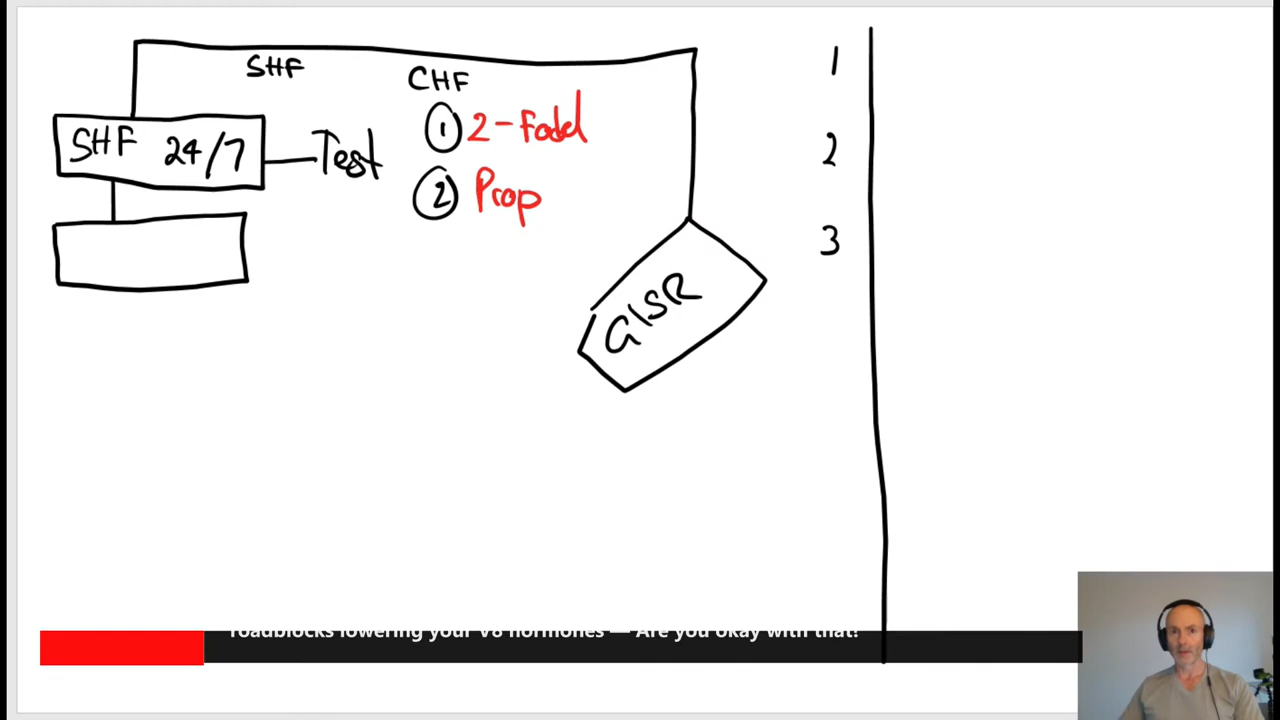 SHF
CHF
SHF 24/7
Test
1 2-Fodd
2 Prop
GISR
1
2
3
roadblocks lowering your V8 hormones — Are you okay with that!